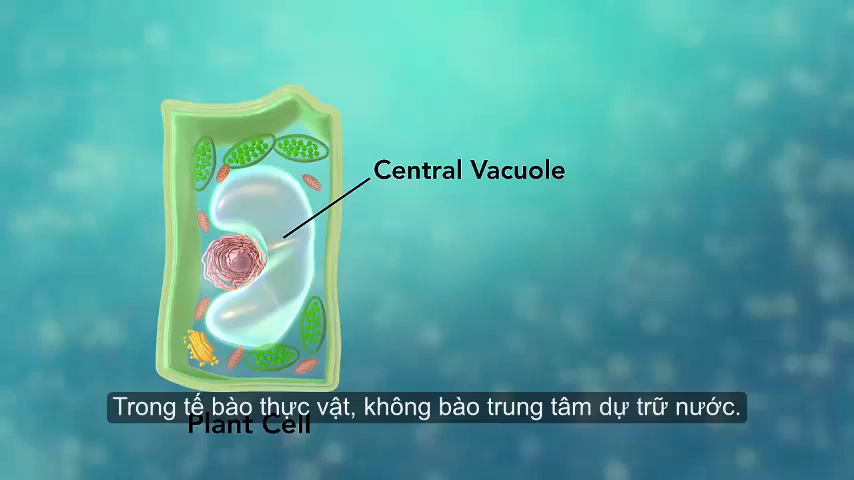 Central Vacuole
Trong tế bào thực vật, không bào trung tâm dự trữ nước.
Plant Cell